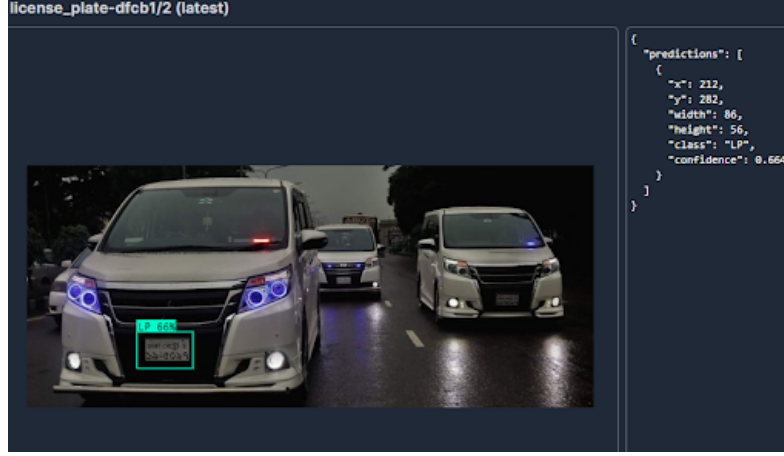 license_plate-dfcb1/2 (latest)
{
"predictions": [
{
"x": 212,
"y": 282,
"width": 86,
"height": 56,
"class": "LP",
"confidence": 0.664
}
]
}
LP 66%